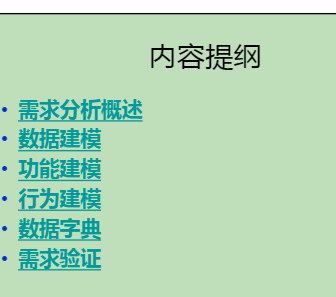 内容提纲
• 需求分析概述
• 数据建模
• 功能建模
• 行为建模
• 数据字典
• 需求验证